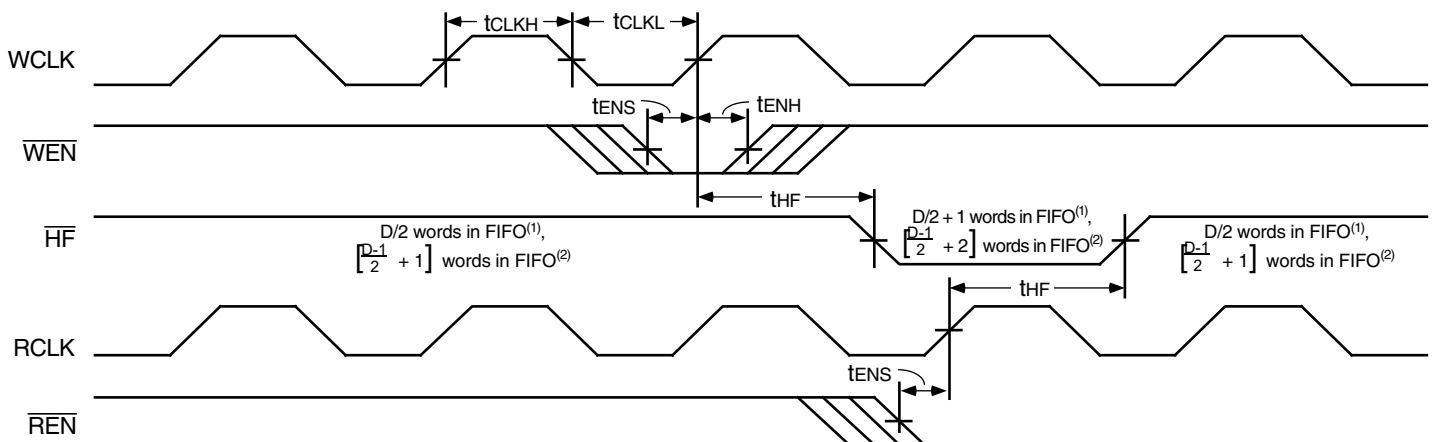 tCLKH
tCLKL
WCLK
tENS
tENH
WEN
tHF
HF
D/2 words in FIFO(1),
[D-1/2 + 1] words in FIFO(2)
D/2 + 1 words in FIFO(1),
[D-1/2 + 2] words in FIFO(2)
D/2 words in FIFO(1),
[D-1/2 + 1] words in FIFO(2)
tHF
RCLK
tENS
REN